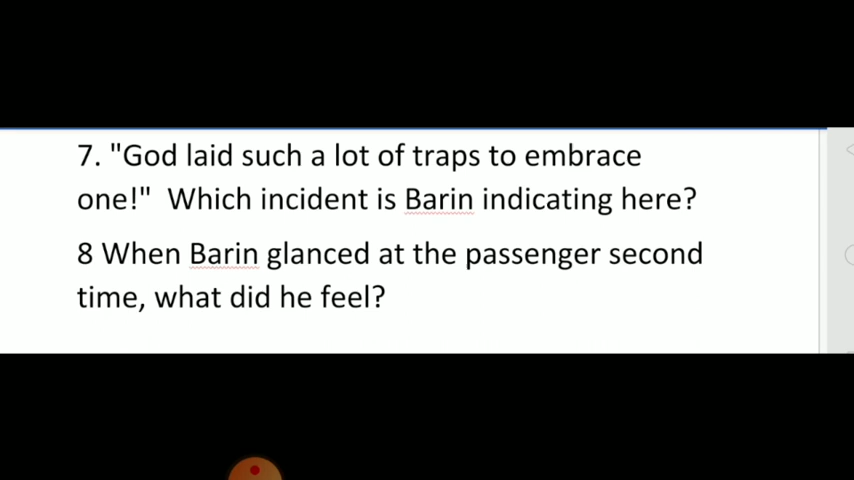 7. "God laid such a lot of traps to embrace
one!"  Which incident is Barin indicating here?
8 When Barin glanced at the passenger second
time, what did he feel?